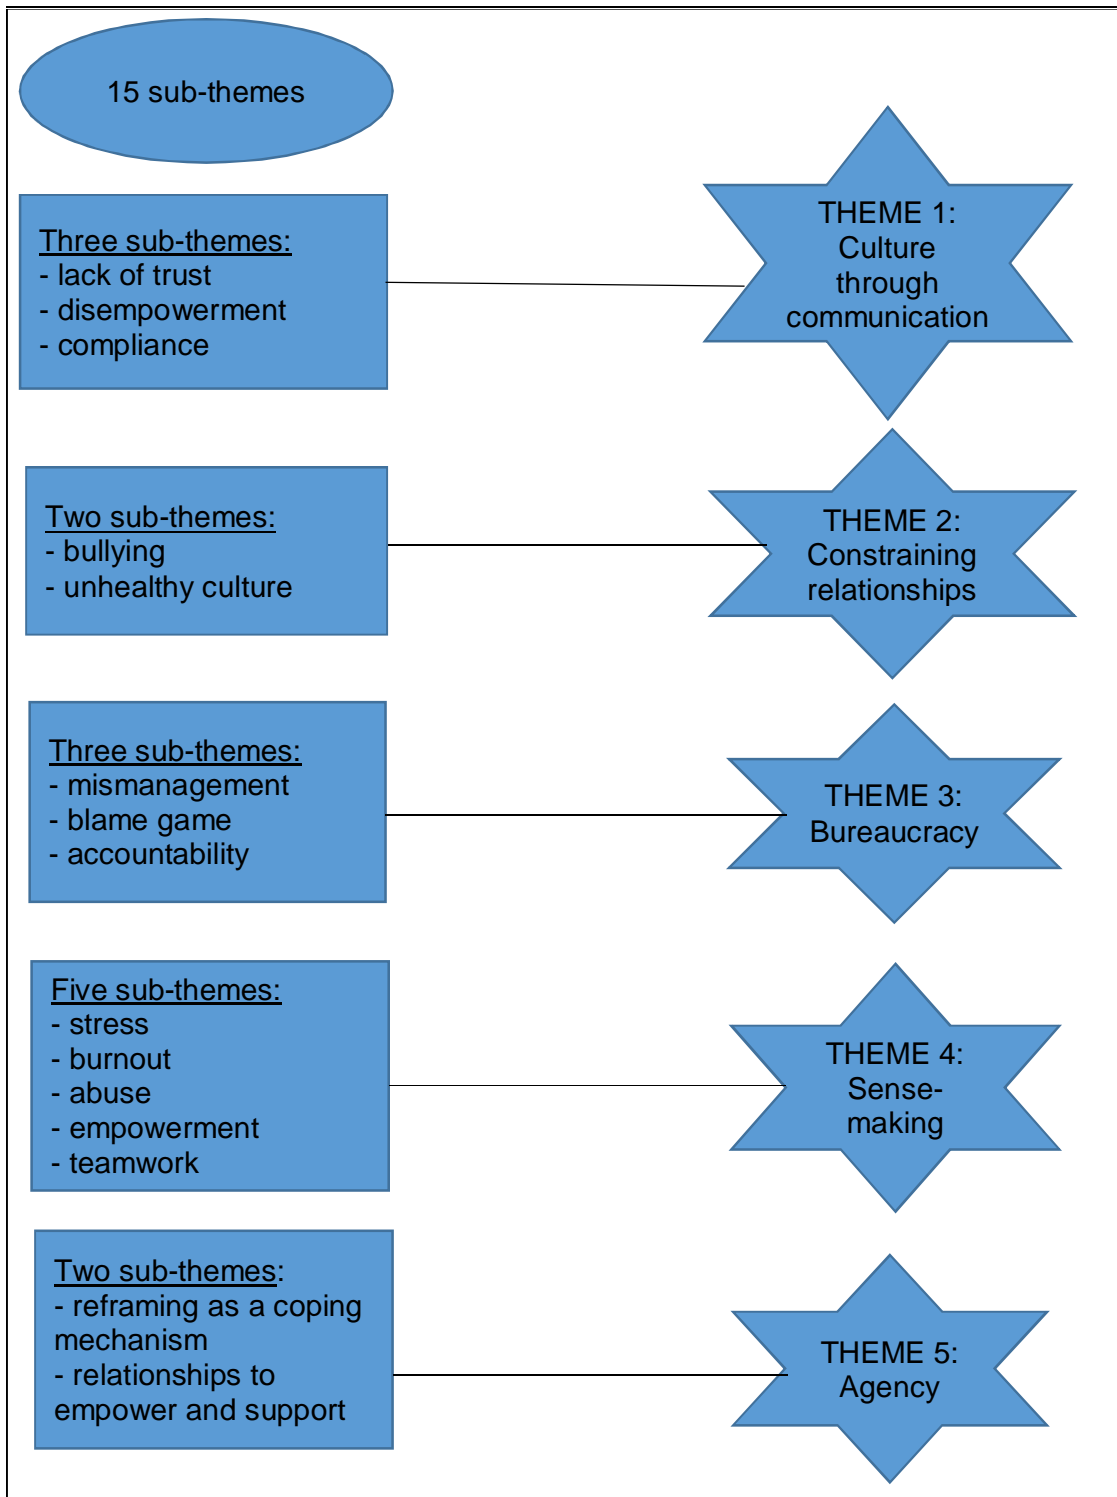 15 sub-themes
Three sub-themes:
- lack of trust
- disempowerment
- compliance
THEME 1:
Culture
through
communication
Two sub-themes:
- bullying
- unhealthy culture
THEME 2:
Constraining
relationships
Three sub-themes:
- mismanagement
- blame game
- accountability
THEME 3:
Bureaucracy
Five sub-themes:
- stress
- burnout
- abuse
- empowerment
- teamwork
THEME 4:
Sense-
making
Two sub-themes:
- reframing as a coping
mechanism
- relationships to
empower and support
THEME 5:
Agency